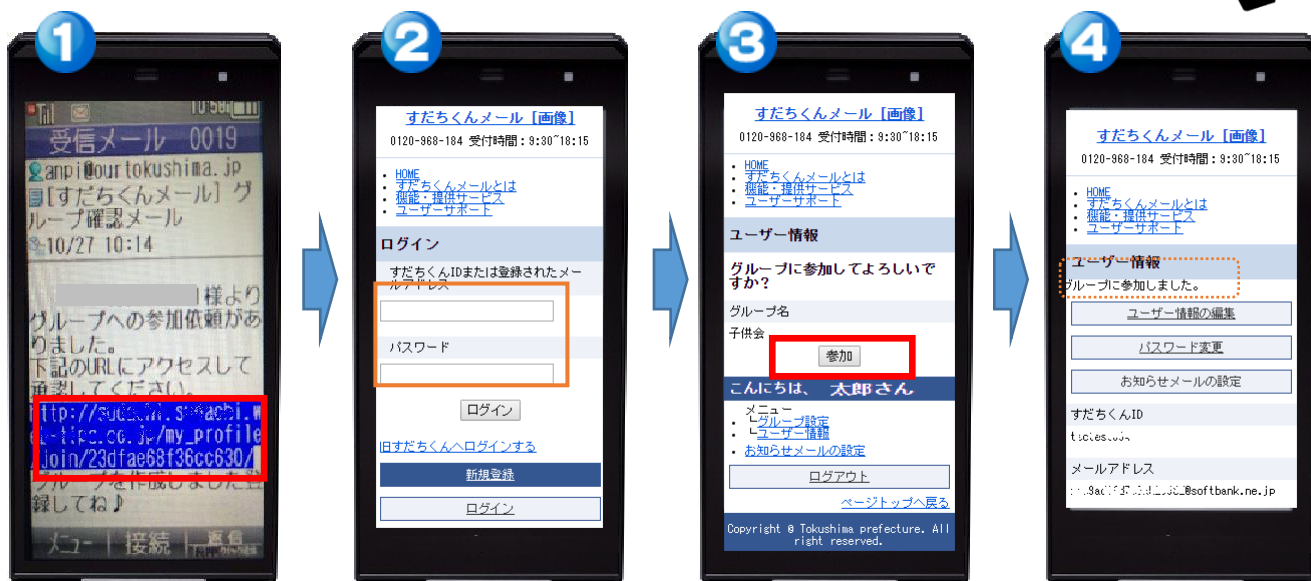 1
10:58
受信メール 0019
anpi@ourtokushima.jp
[すだちくんメール] グ
ループ確認メール
10/27 10:14
様より
グループへの参加依頼があ
りました。
下記のURLにアクセスして
承認してください。
/my_profile
/join/23dfae68f36cc630/
グループを作成しました登
録してね♪
メニュー 接続 返信
2
すだちくんメール [画像]
0120-968-184 受付時間：9:30~18:15
・ HOME
・ すだちくんメールとは
・ 機能・提供サービス
・ ユーザーサポート
ログイン
すだちくんIDまたは登録されたメー
ルアドレス
パスワード
ログイン
旧すだちくんへログインする
新規登録
ログイン
3
すだちくんメール [画像]
0120-968-184 受付時間：9:30~18:15
・ HOME
・ すだちくんメールとは
・ 機能・提供サービス
・ ユーザーサポート
ユーザー情報
グループに参加してよろしいで
すか？
グループ名
子供会
参加
こんにちは、 太郎さん
メニュー
・ ┗グループ設定
・ ┗ユーザー情報
・ お知らせメールの設定
ログアウト
ページトップへ戻る
Copyright @ Tokushima prefecture. All
right reserved.
4
すだちくんメール [画像]
0120-968-184 受付時間：9:30~18:15
・ HOME
・ すだちくんメールとは
・ 機能・提供サービス
・ ユーザーサポート
ユーザー情報
グループに参加しました。
ユーザー情報の編集
パスワード変更
お知らせメールの設定
すだちくんID
メールアドレス
@softbank.ne.jp